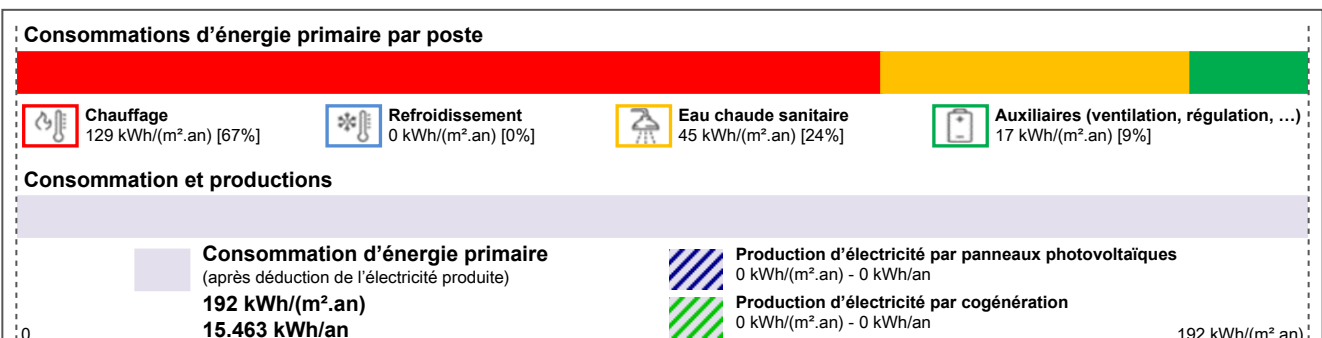 Consommations d’énergie primaire par poste
Chauffage
129 kWh/(m².an) [67%]
Refroidissement
0 kWh/(m².an) [0%]
Eau chaude sanitaire
45 kWh/(m².an) [24%]
Auxiliaires (ventilation, régulation, …)
17 kWh/(m².an) [9%]
Consommation et productions
Consommation d’énergie primaire
(après déduction de l’électricité produite)
192 kWh/(m².an)
15.463 kWh/an
Production d’électricité par panneaux photovoltaïques
0 kWh/(m².an) - 0 kWh/an
Production d’électricité par cogénération
0 kWh/(m².an) - 0 kWh/an
0
192 kWh/(m².an)